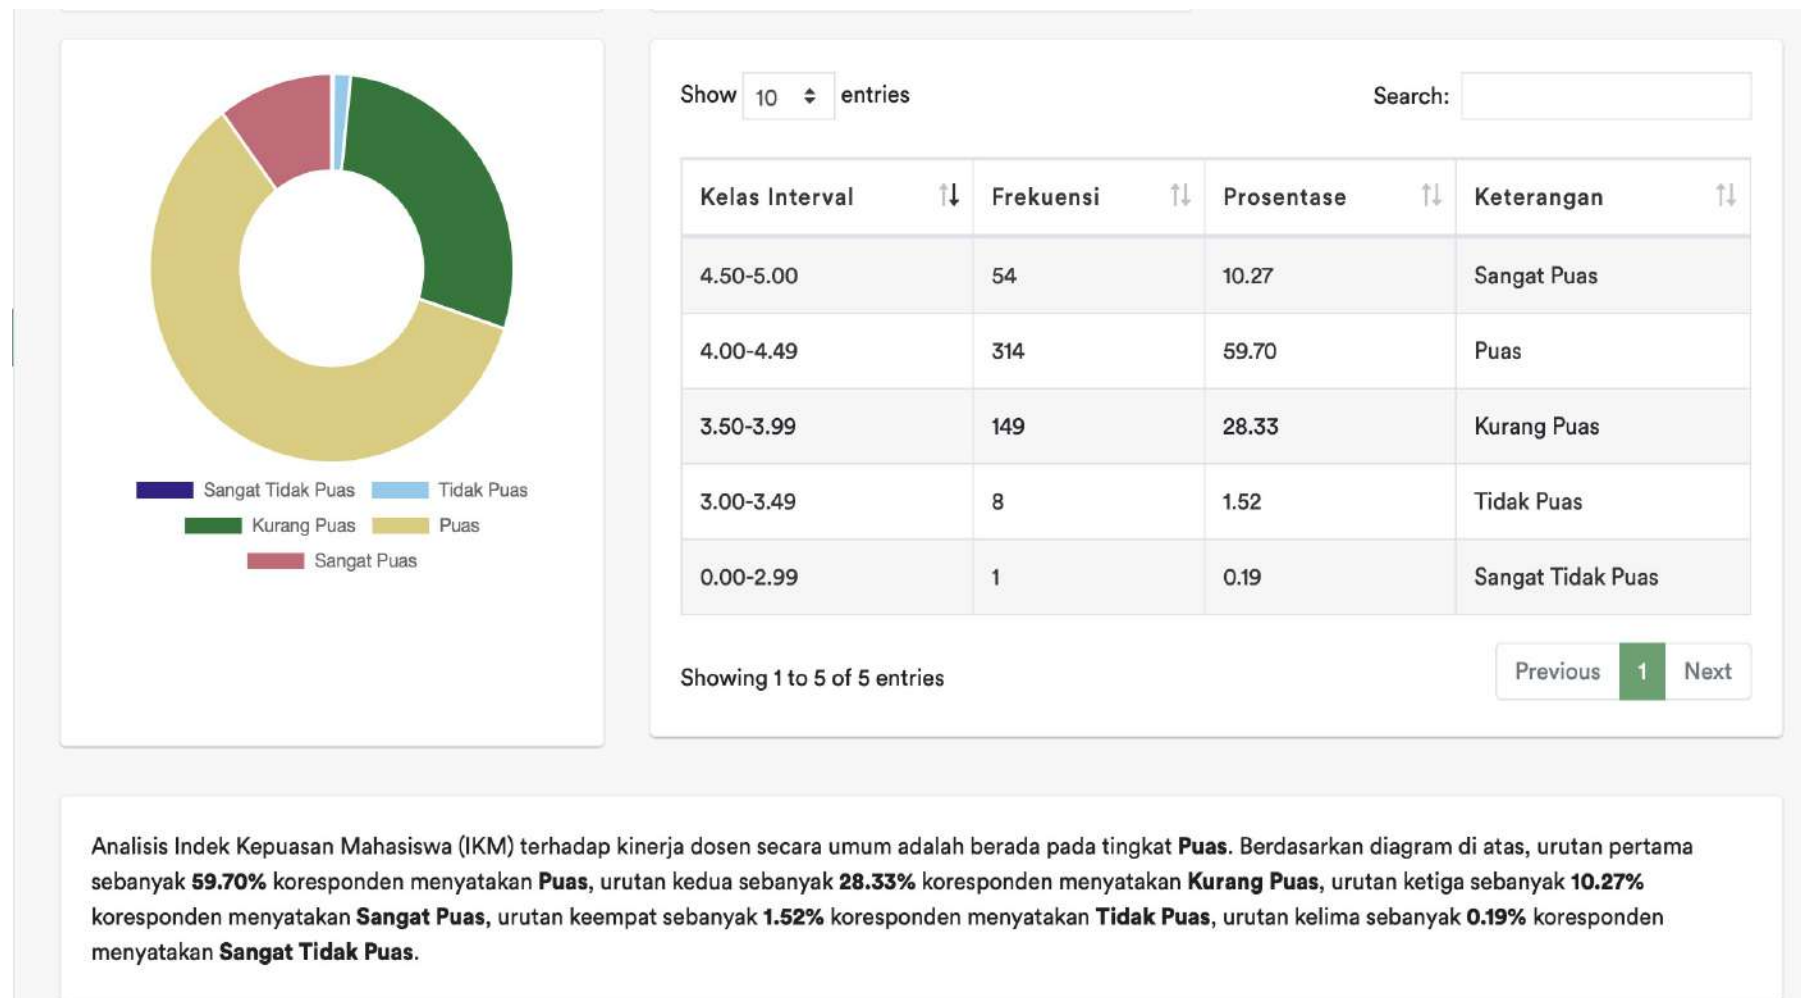 Sangat Tidak Puas Tidak Puas
Kurang Puas Puas
Sangat Puas
Show 10 entries Search:
Kelas Interval Frekuensi Prosentase Keterangan
4.50-5.00 54 10.27 Sangat Puas
4.00-4.49 314 59.70 Puas
3.50-3.99 149 28.33 Kurang Puas
3.00-3.49 8 1.52 Tidak Puas
0.00-2.99 1 0.19 Sangat Tidak Puas
Showing 1 to 5 of 5 entries Previous 1 Next
Analisis Indek Kepuasan Mahasiswa (IKM) terhadap kinerja dosen secara umum adalah berada pada tingkat Puas. Berdasarkan diagram di atas, urutan pertama
sebanyak 59.70% koresponden menyatakan Puas, urutan kedua sebanyak 28.33% koresponden menyatakan Kurang Puas, urutan ketiga sebanyak 10.27%
koresponden menyatakan Sangat Puas, urutan keempat sebanyak 1.52% koresponden menyatakan Tidak Puas, urutan kelima sebanyak 0.19% koresponden
menyatakan Sangat Tidak Puas.